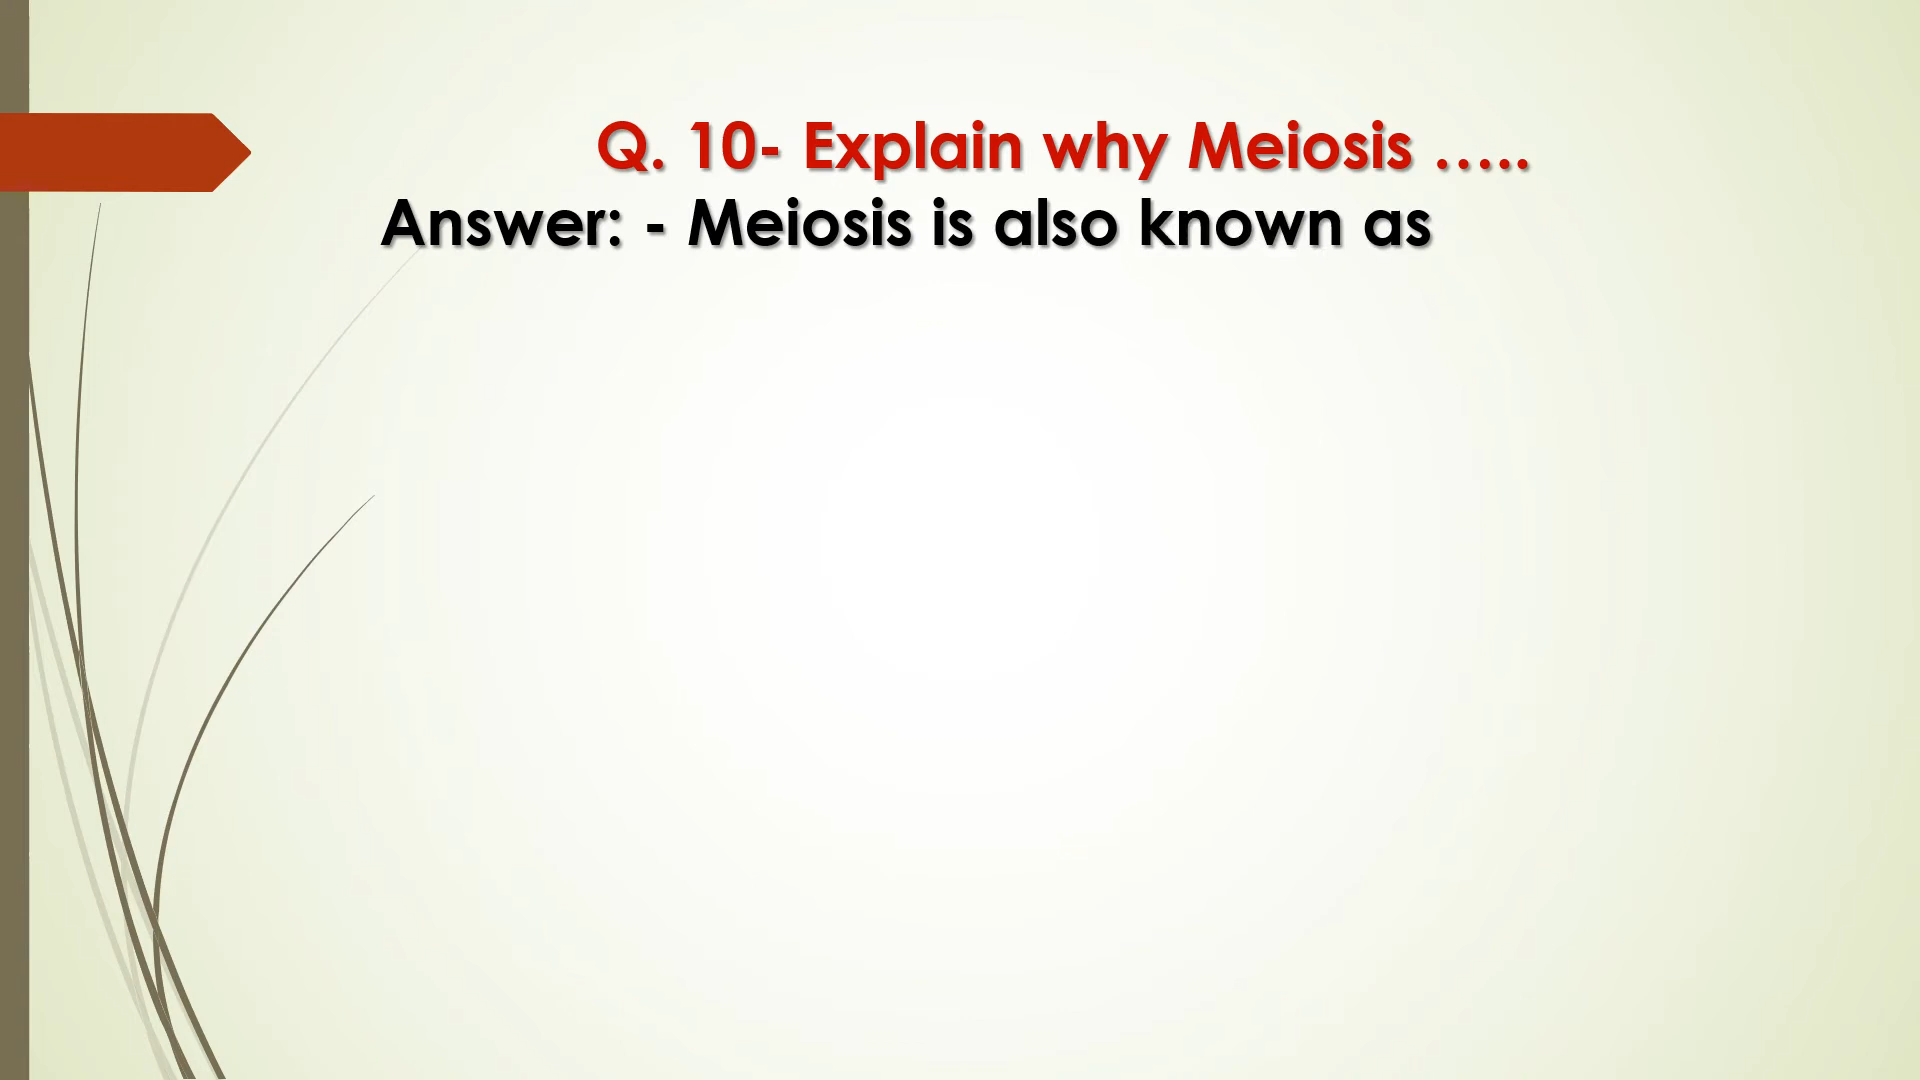 Q. 10- Explain why Meiosis …..
Answer: - Meiosis is also known as